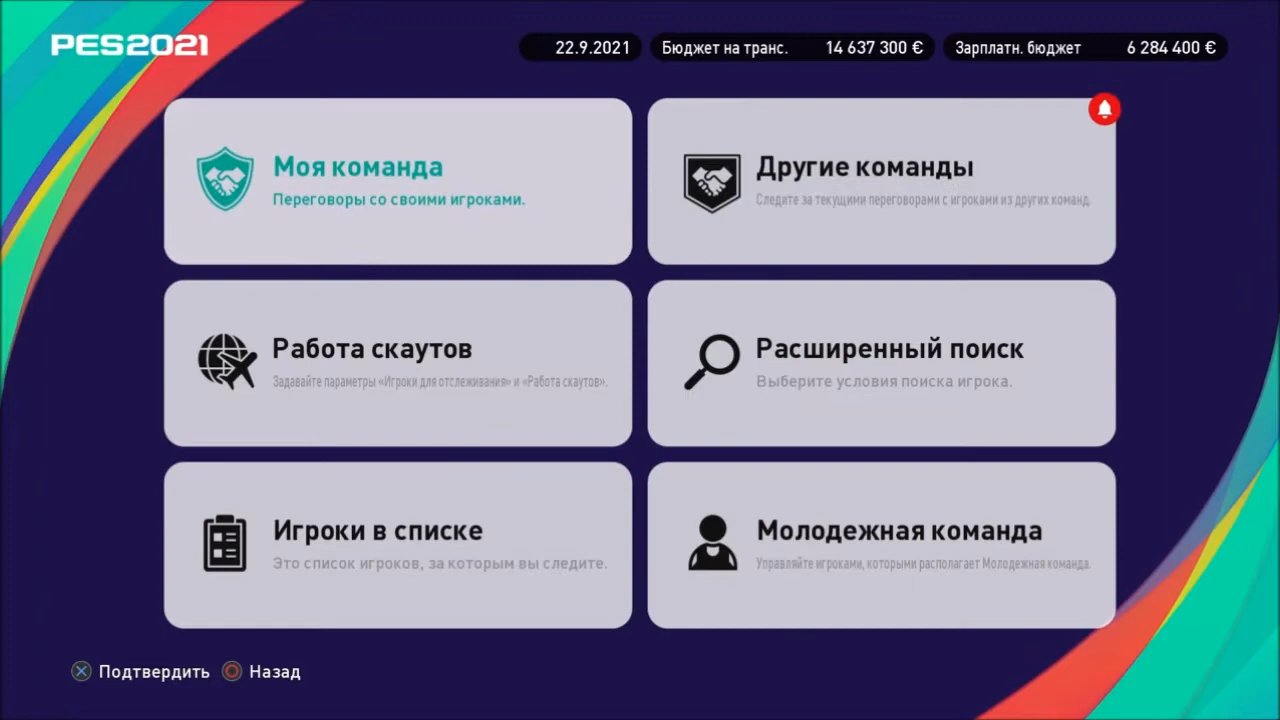 PES2021
22.9.2021
Бюджет на транс. 14 637 300 €
Зарплатн. бюджет 6 284 400 €
Моя команда
Переговоры со своими игроками.
Другие команды
Следите за текущими переговорами с игроками из других команд.
Работа скаутов
Задавайте параметры «Игроки для отслеживания» и «Работа скаутов».
Расширенный поиск
Выберите условия поиска игрока.
Игроки в списке
Это список игроков, за которым вы следите.
Молодежная команда
Управляйте игроками, которыми располагает Молодежная команда.
Подтвердить Назад